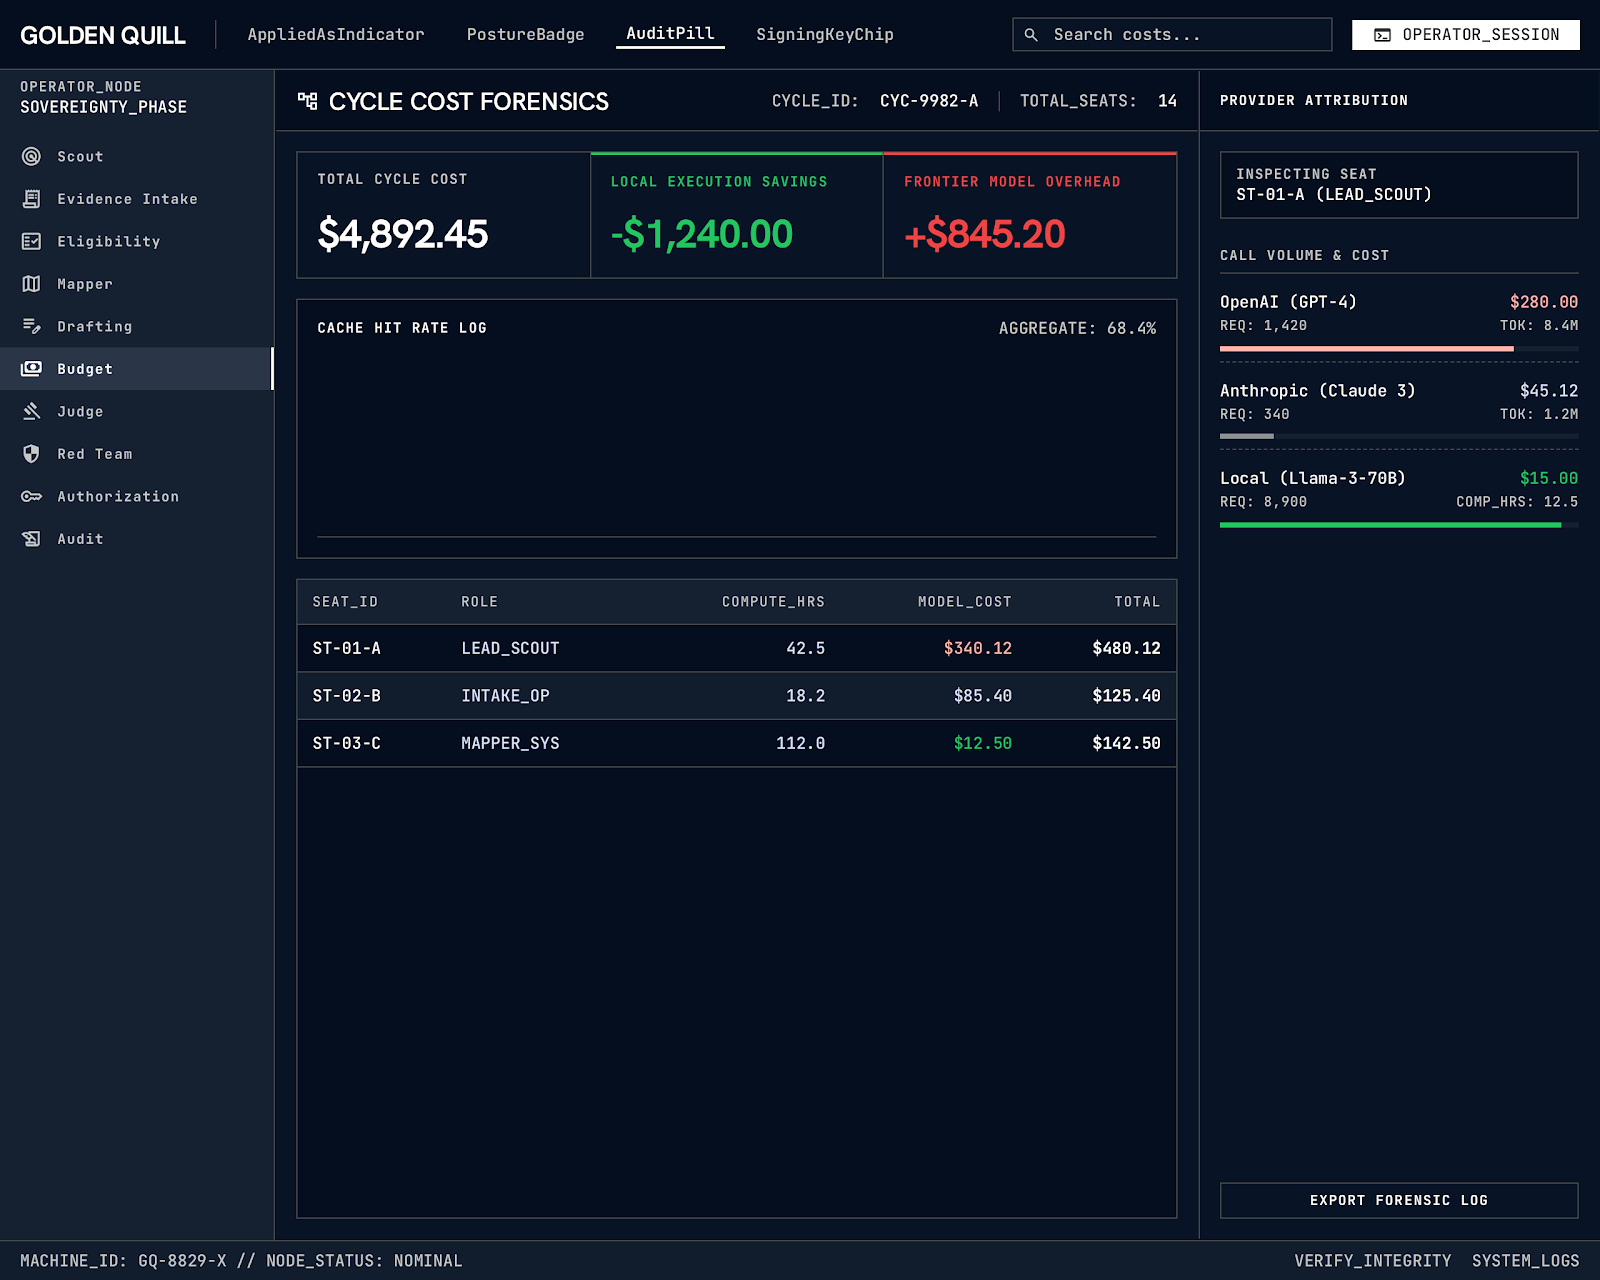 GOLDEN QUILL
AppliedAsIndicator
PostureBadge
AuditPill
SigningKeyChip
Search costs...
OPERATOR_SESSION
OPERATOR_NODE
SOVEREIGNTY_PHASE
Scout
Evidence Intake
Eligibility
Mapper
Drafting
Budget
Judge
Red Team
Authorization
Audit
CYCLE COST FORENSICS
CYCLE_ID: CYC-9982-A
TOTAL_SEATS: 14
TOTAL CYCLE COST
$4,892.45
LOCAL EXECUTION SAVINGS
-$1,240.00
FRONTIER MODEL OVERHEAD
+$845.20
CACHE HIT RATE LOG
AGGREGATE: 68.4%
SEAT_ID ROLE COMPUTE_HRS MODEL_COST TOTAL
ST-01-A LEAD_SCOUT 42.5 $340.12 $480.12
ST-02-B INTAKE_OP 18.2 $85.40 $125.40
ST-03-C MAPPER_SYS 112.0 $12.50 $142.50
PROVIDER ATTRIBUTION
INSPECTING SEAT
ST-01-A (LEAD_SCOUT)
CALL VOLUME & COST
OpenAI (GPT-4) $280.00
REQ: 1,420 TOK: 8.4M
Anthropic (Claude 3) $45.12
REQ: 340 TOK: 1.2M
Local (Llama-3-70B) $15.00
REQ: 8,900 COMP_HRS: 12.5
EXPORT FORENSIC LOG
MACHINE_ID: GQ-8829-X // NODE_STATUS: NOMINAL
VERIFY_INTEGRITY SYSTEM_LOGS